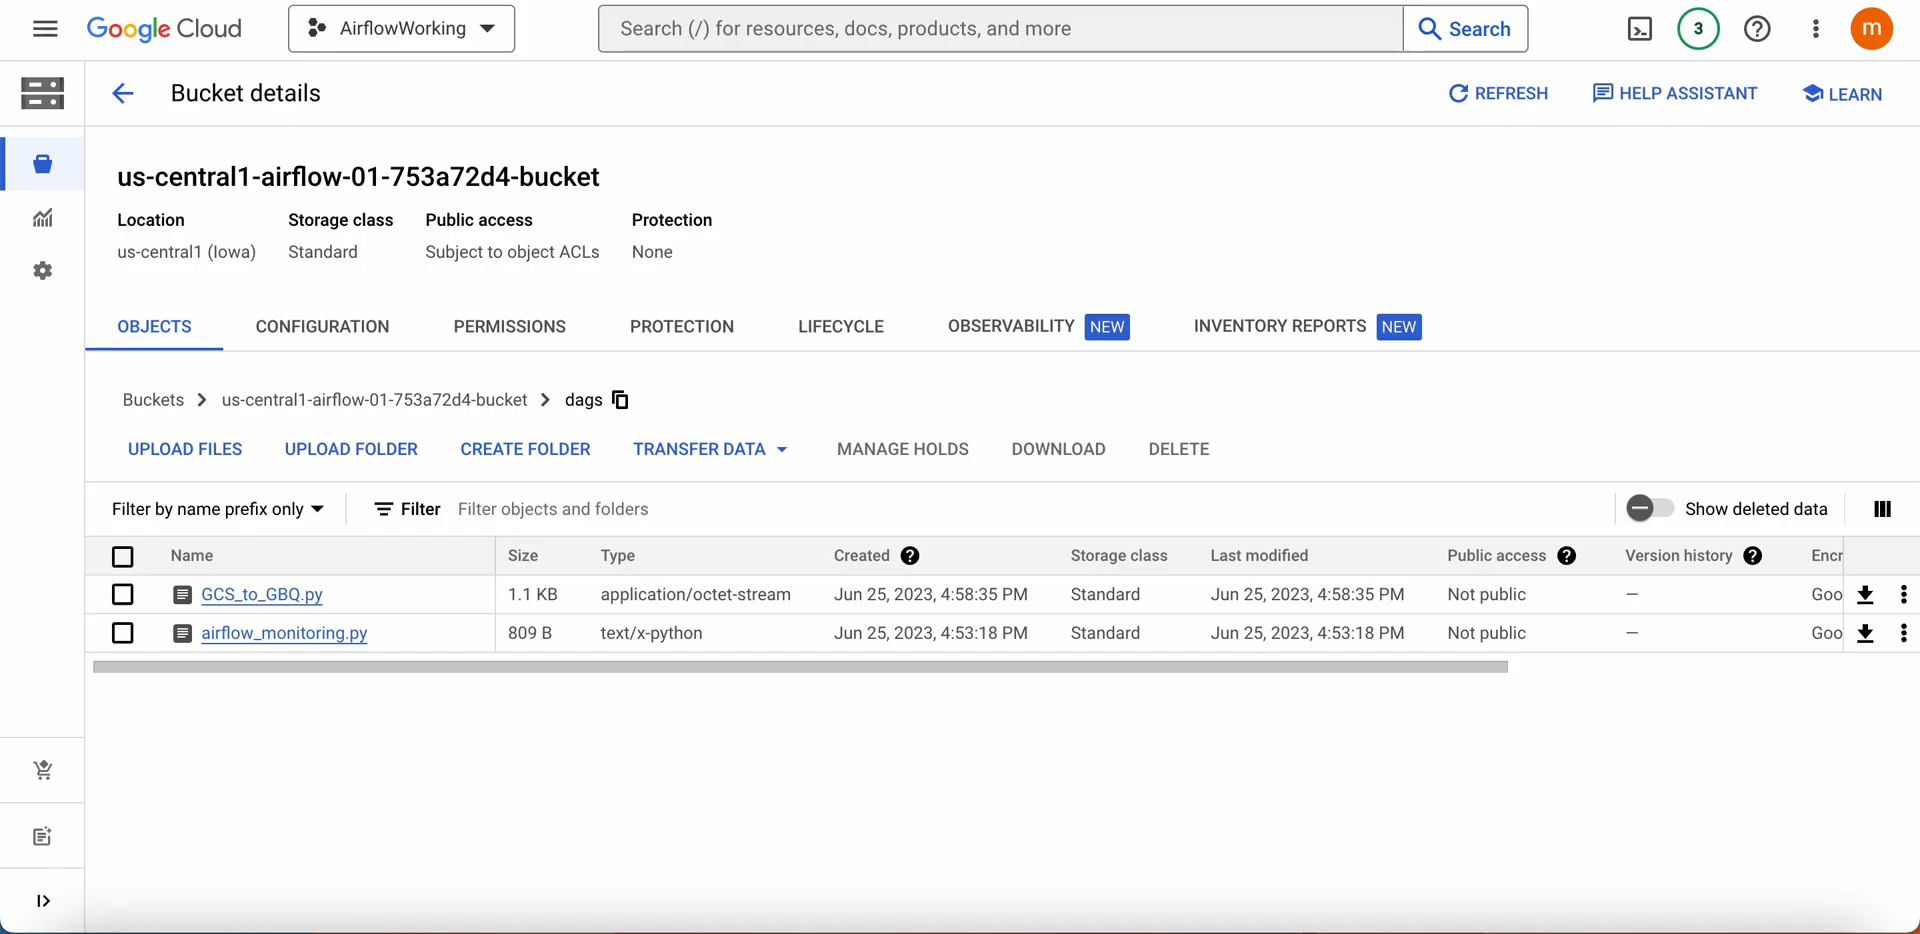 Google Cloud AirflowWorking Search (/) for resources, docs, products, and more Search 3 m
Bucket details REFRESH HELP ASSISTANT LEARN
us-central1-airflow-01-753a72d4-bucket
Location Storage class Public access Protection
us-central1 (Iowa) Standard Subject to object ACLs None
OBJECTS CONFIGURATION PERMISSIONS PROTECTION LIFECYCLE OBSERVABILITY NEW INVENTORY REPORTS NEW
Buckets us-central1-airflow-01-753a72d4-bucket dags
UPLOAD FILES UPLOAD FOLDER CREATE FOLDER TRANSFER DATA MANAGE HOLDS DOWNLOAD DELETE
Filter by name prefix only Filter Filter objects and folders Show deleted data
Name Size Type Created Storage class Last modified Public access Version history Encr
GCS_to_GBQ.py 1.1 KB application/octet-stream Jun 25, 2023, 4:58:35 PM Standard Jun 25, 2023, 4:58:35 PM Not public — Goo
airflow_monitoring.py 809 B text/x-python Jun 25, 2023, 4:53:18 PM Standard Jun 25, 2023, 4:53:18 PM Not public — Goo